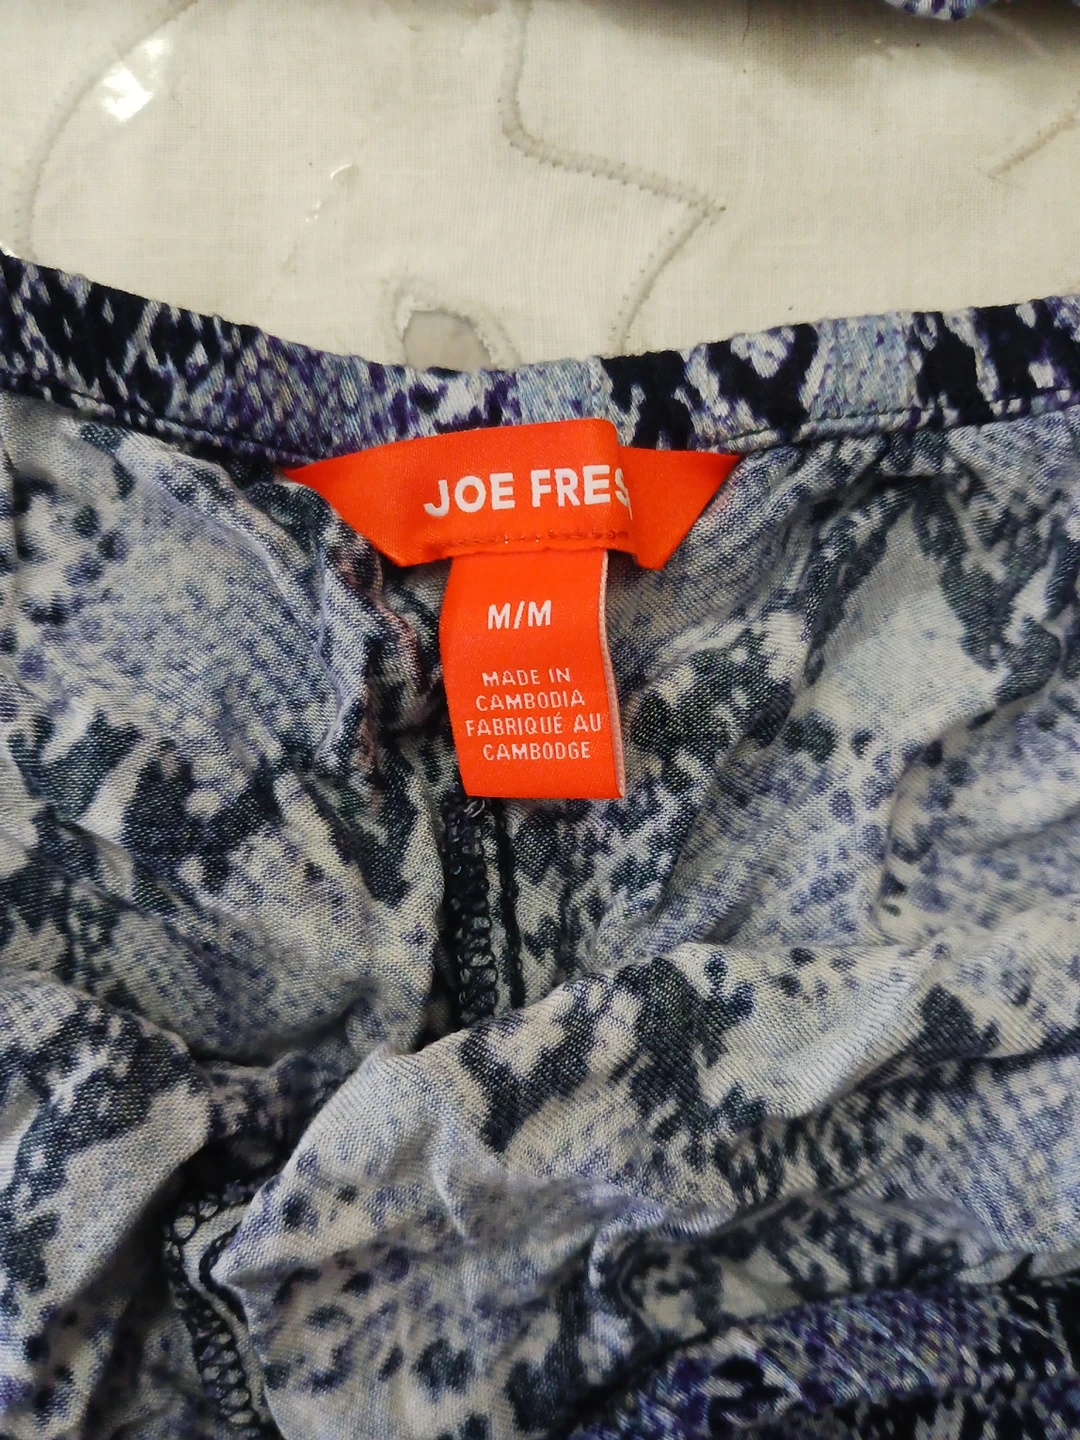 JOE FRES
M/M
MADE IN
CAMBODIA
FABRIQUÉ AU
CAMBODGE